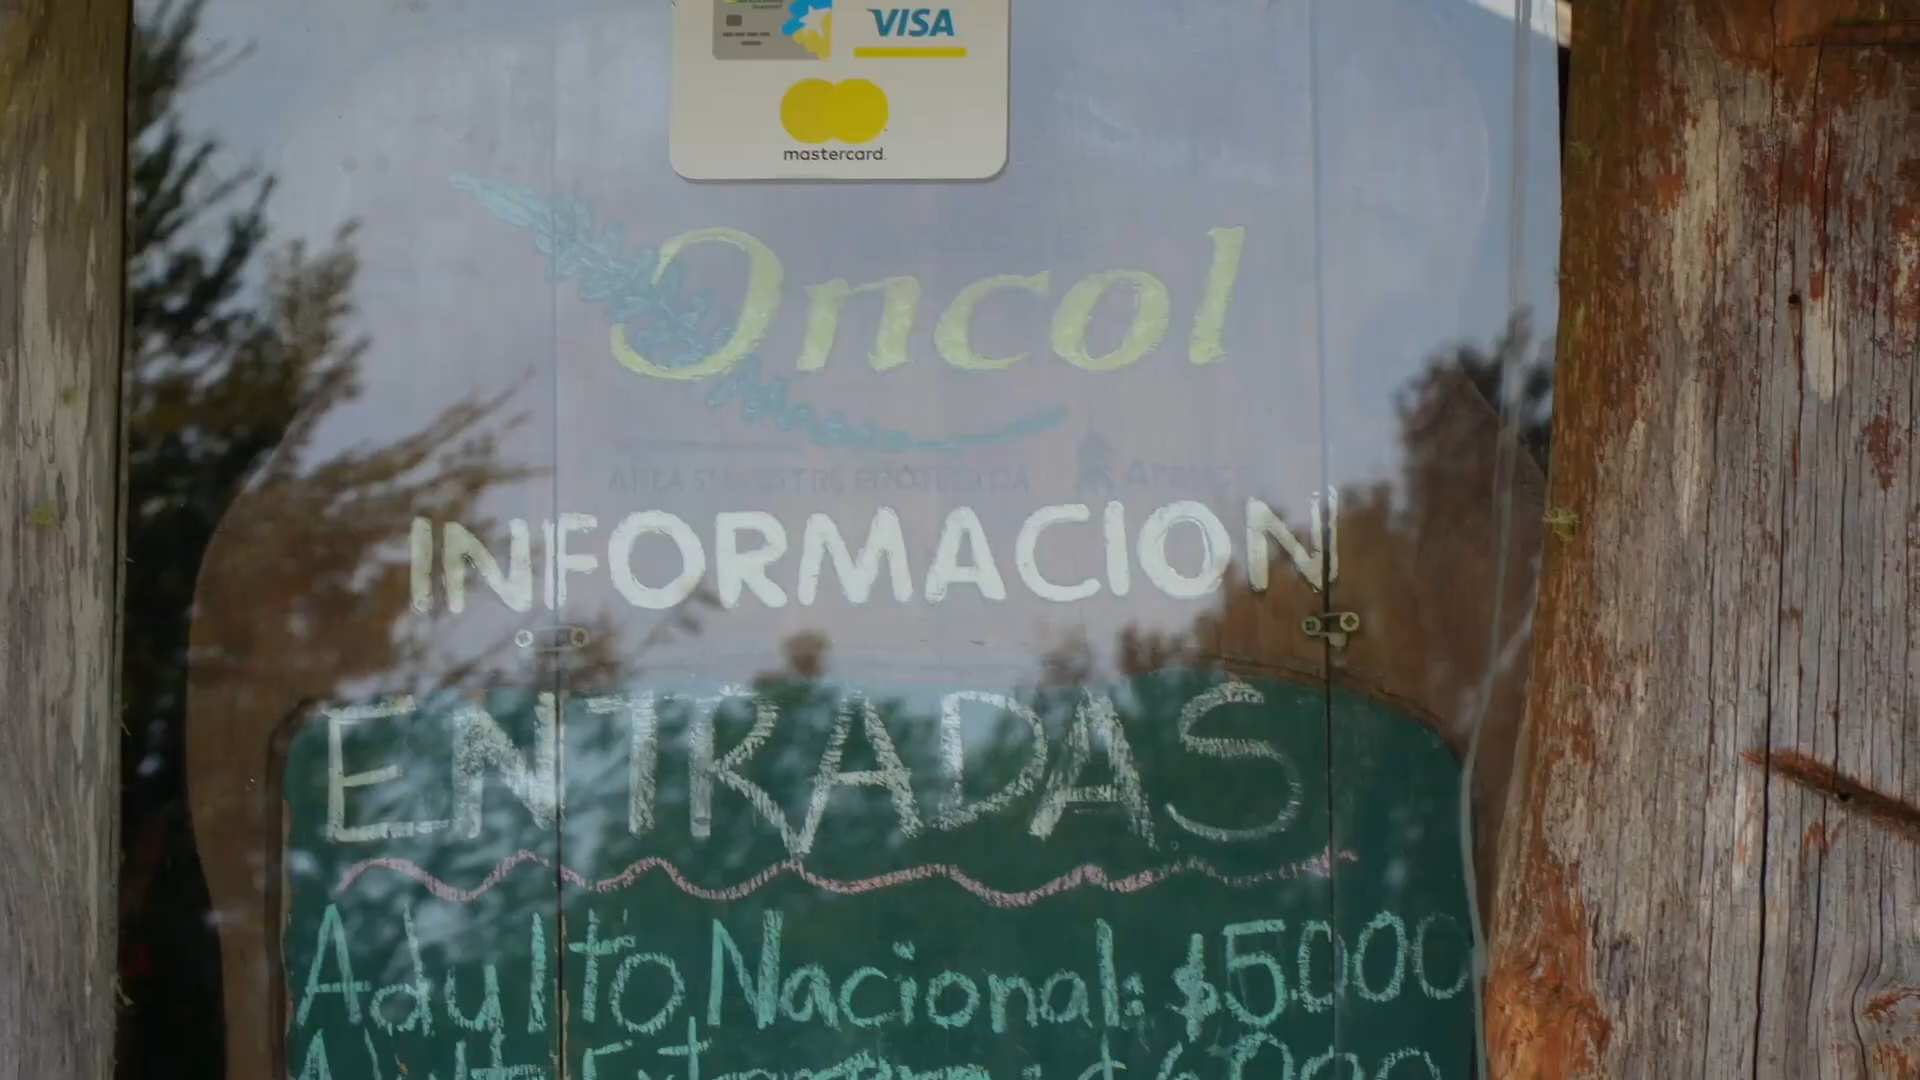 VISA
mastercard.
Oncol
INFORMACION
ENTRADAS
Adulto Nacional: $5.000